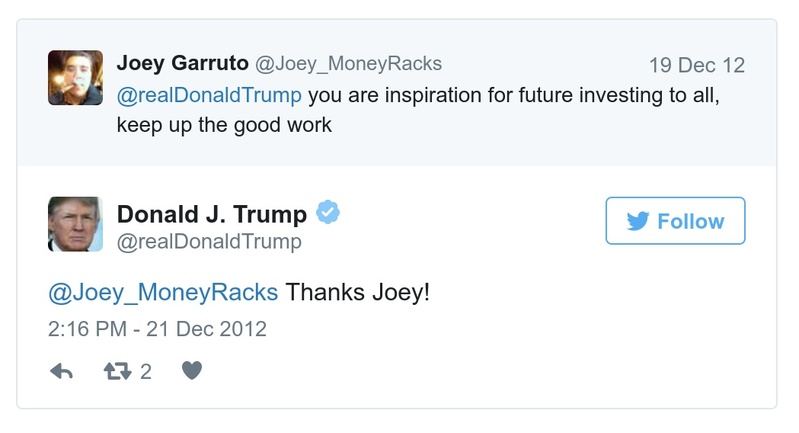 Joey Garruto @Joey_MoneyRacks 19 Dec 12
@realDonaldTrump you are inspiration for future investing to all,
keep up the good work
Donald J. Trump
@realDonaldTrump
Follow
@Joey_MoneyRacks Thanks Joey!
2:16 PM - 21 Dec 2012
2